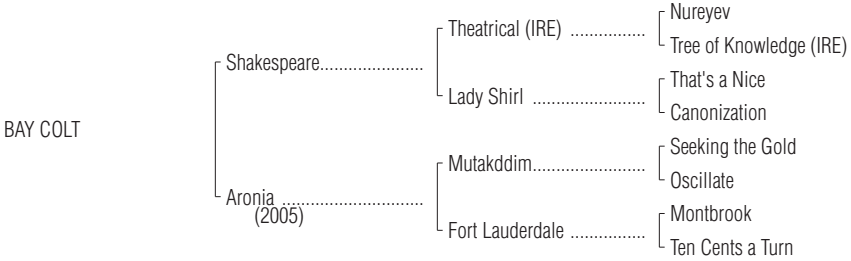 Nureyev
Theatrical (IRE) ................
Tree of Knowledge (IRE)
Shakespeare......................
That's a Nice
Lady Shirl ........................
Canonization
BAY COLT
Seeking the Gold
Mutakddim........................
Oscillate
Aronia ..............................
(2005)
Montbrook
Fort Lauderdale ................
Ten Cents a Turn